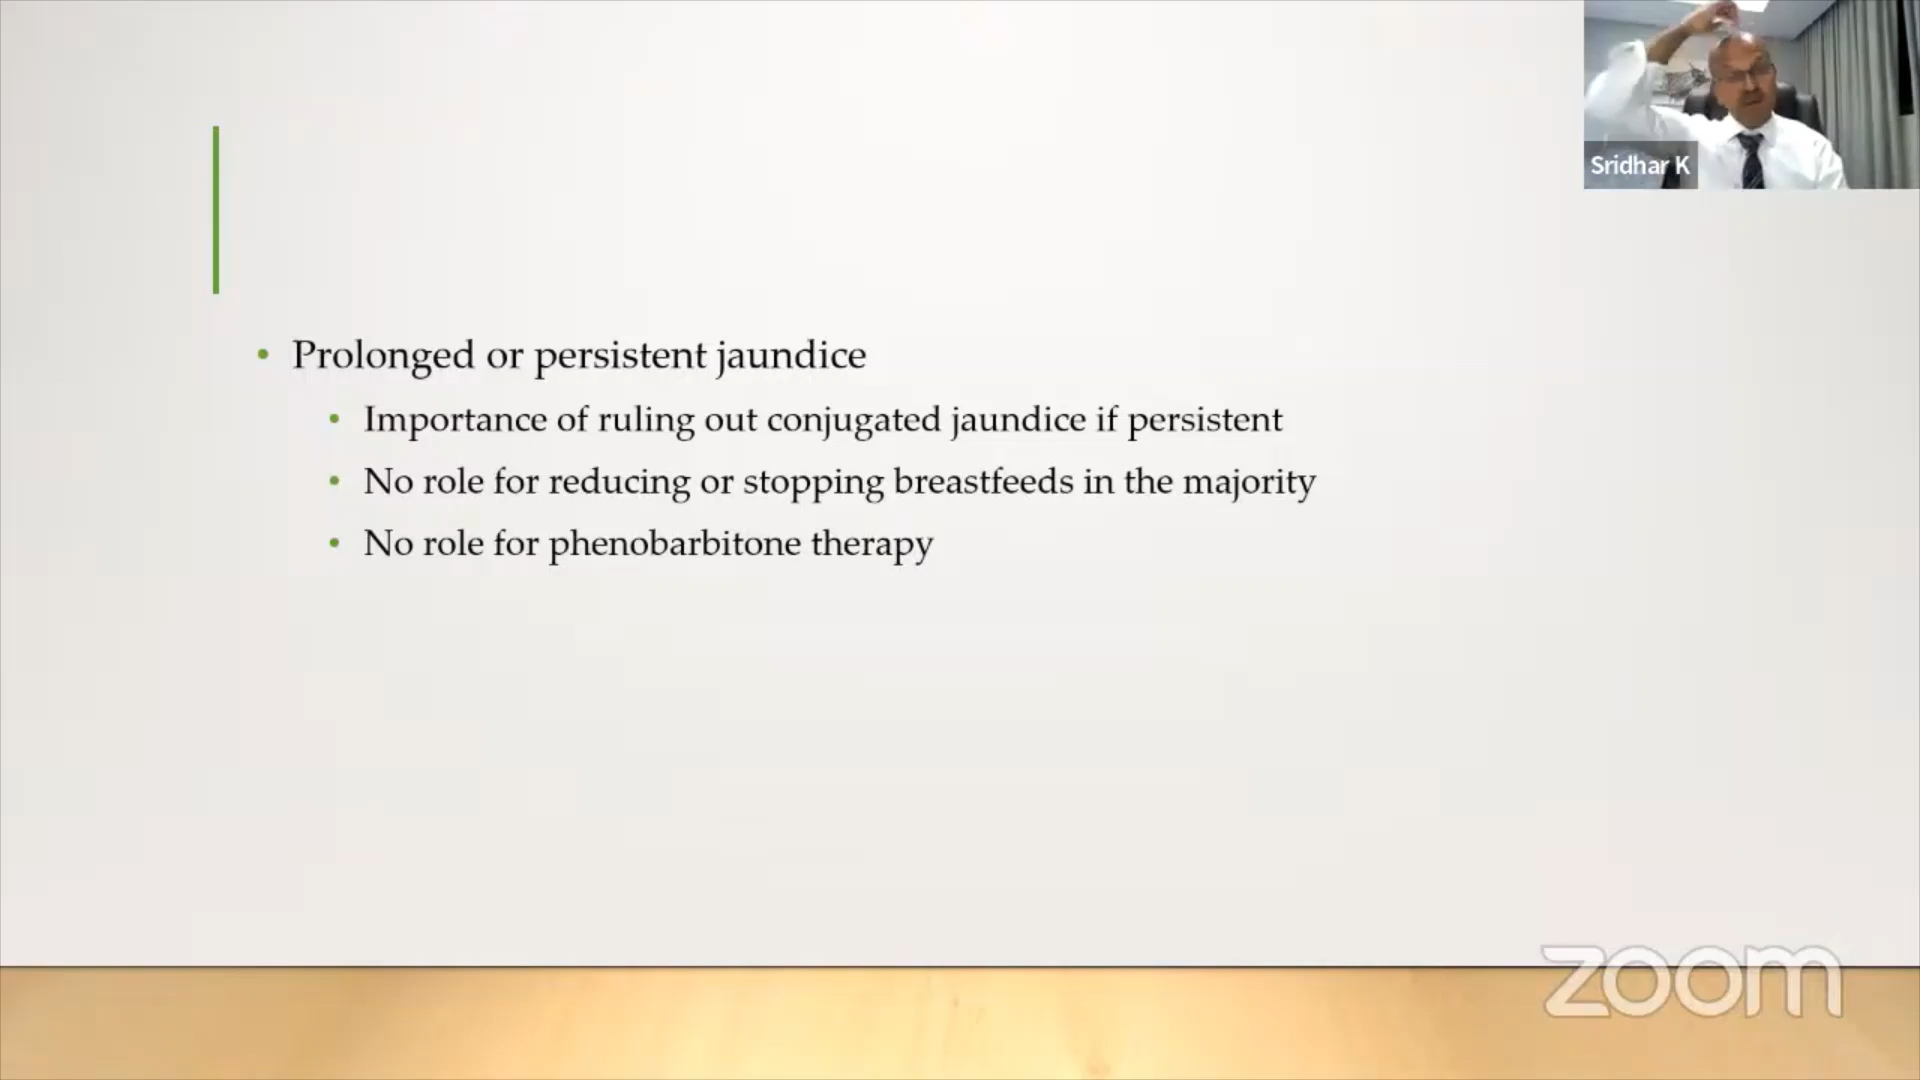 Sridhar K
Prolonged or persistent jaundice
Importance of ruling out conjugated jaundice if persistent
No role for reducing or stopping breastfeeds in the majority
No role for phenobarbitone therapy
zoom